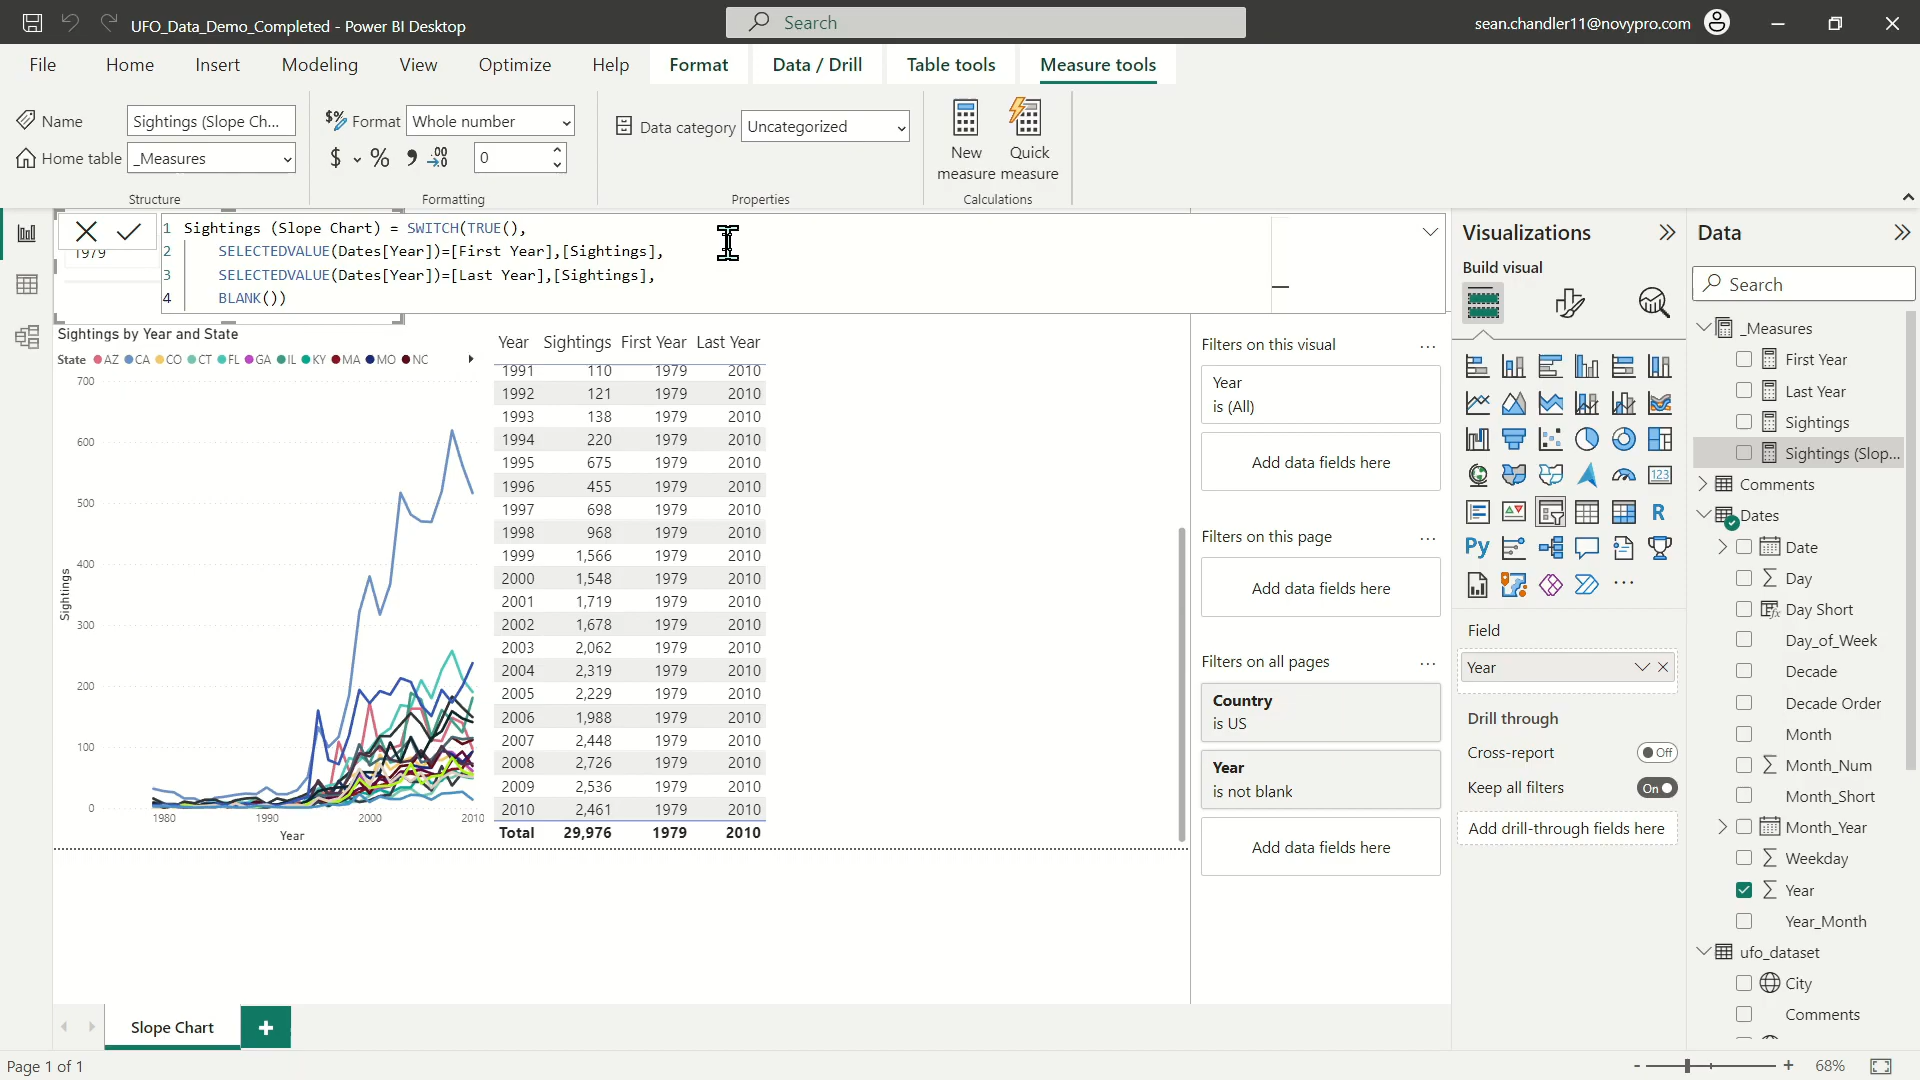 UFO_Data_Demo_Completed - Power BI Desktop
Search
sean.chandler11@novypro.com
File Home Insert Modeling View Optimize Help Format Data / Drill Table tools Measure tools
Name Sightings (Slope Ch...
Home table _Measures
Structure
Format Whole number
$ % 9 .00 0
Formatting
Data category Uncategorized
Properties
New measure
Quick measure
Calculations
1979
1 Sightings (Slope Chart) = SWITCH(TRUE(),
2 SELECTEDVALUE(Dates[Year])=[First Year],[Sightings],
3 SELECTEDVALUE(Dates[Year])=[Last Year],[Sightings],
4 BLANK())
Sightings by Year and State
State AZ CA CO CT FL GA IL KY MA MO NC
700
600
500
400
300
200
100
0
Sightings
1980 1990 2000 2010
Year
Year Sightings First Year Last Year
1991 110 1979 2010
1992 121 1979 2010
1993 138 1979 2010
1994 220 1979 2010
1995 675 1979 2010
1996 455 1979 2010
1997 698 1979 2010
1998 968 1979 2010
1999 1,566 1979 2010
2000 1,548 1979 2010
2001 1,719 1979 2010
2002 1,678 1979 2010
2003 2,062 1979 2010
2004 2,319 1979 2010
2005 2,229 1979 2010
2006 1,988 1979 2010
2007 2,448 1979 2010
2008 2,726 1979 2010
2009 2,536 1979 2010
2010 2,461 1979 2010
Total 29,976 1979 2010
Filters on this visual ...
Year
is (All)
Add data fields here
Filters on this page ...
Add data fields here
Filters on all pages ...
Country
is US
Year
is not blank
Add data fields here
Visualizations
Build visual
123
R
Py
...
Field
Year
Drill through
Cross-report Off
Keep all filters On
Add drill-through fields here
Data
Search
_Measures
First Year
Last Year
Sightings
Sightings (Slop...
Comments
Dates
Date
Day
Day Short
Day_of_Week
Decade
Decade Order
Month
Month_Num
Month_Short
Month_Year
Weekday
Year
Year_Month
ufo_dataset
City
Comments
Slope Chart
Page 1 of 1
- + 68%